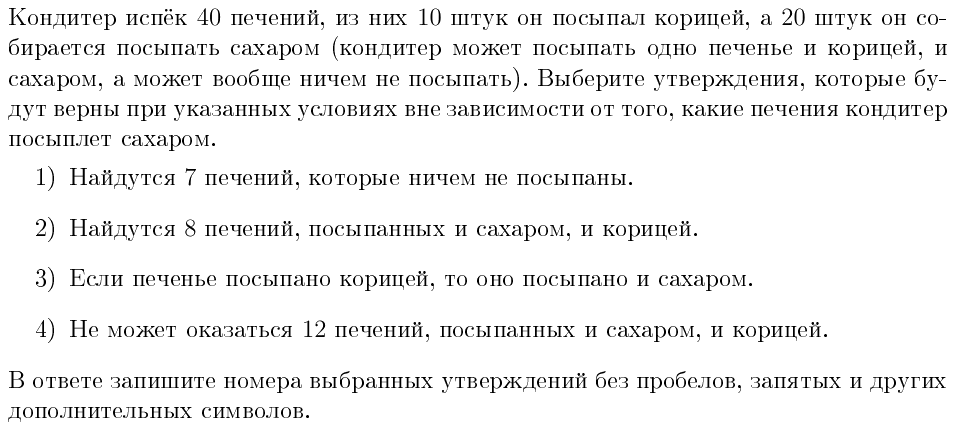 Кондитер испёк 40 печений, из них 10 штук он посыпал корицей, а 20 штук он со-
бирается посыпать сахаром (кондитер может посыпать одно печенье и корицей, и
сахаром, а может вообще ничем не посыпать). Выберите утверждения, которые бу-
дут верны при указанных условиях вне зависимости от того, какие печения кондитер
посыплет сахаром.
1) Найдутся 7 печений, которые ничем не посыпаны.
2) Найдутся 8 печений, посыпанных и сахаром, и корицей.
3) Если печенье посыпано корицей, то оно посыпано и сахаром.
4) Не может оказаться 12 печений, посыпанных и сахаром, и корицей.
В ответе запишите номера выбранных утверждений без пробелов, запятых и других
дополнительных символов.